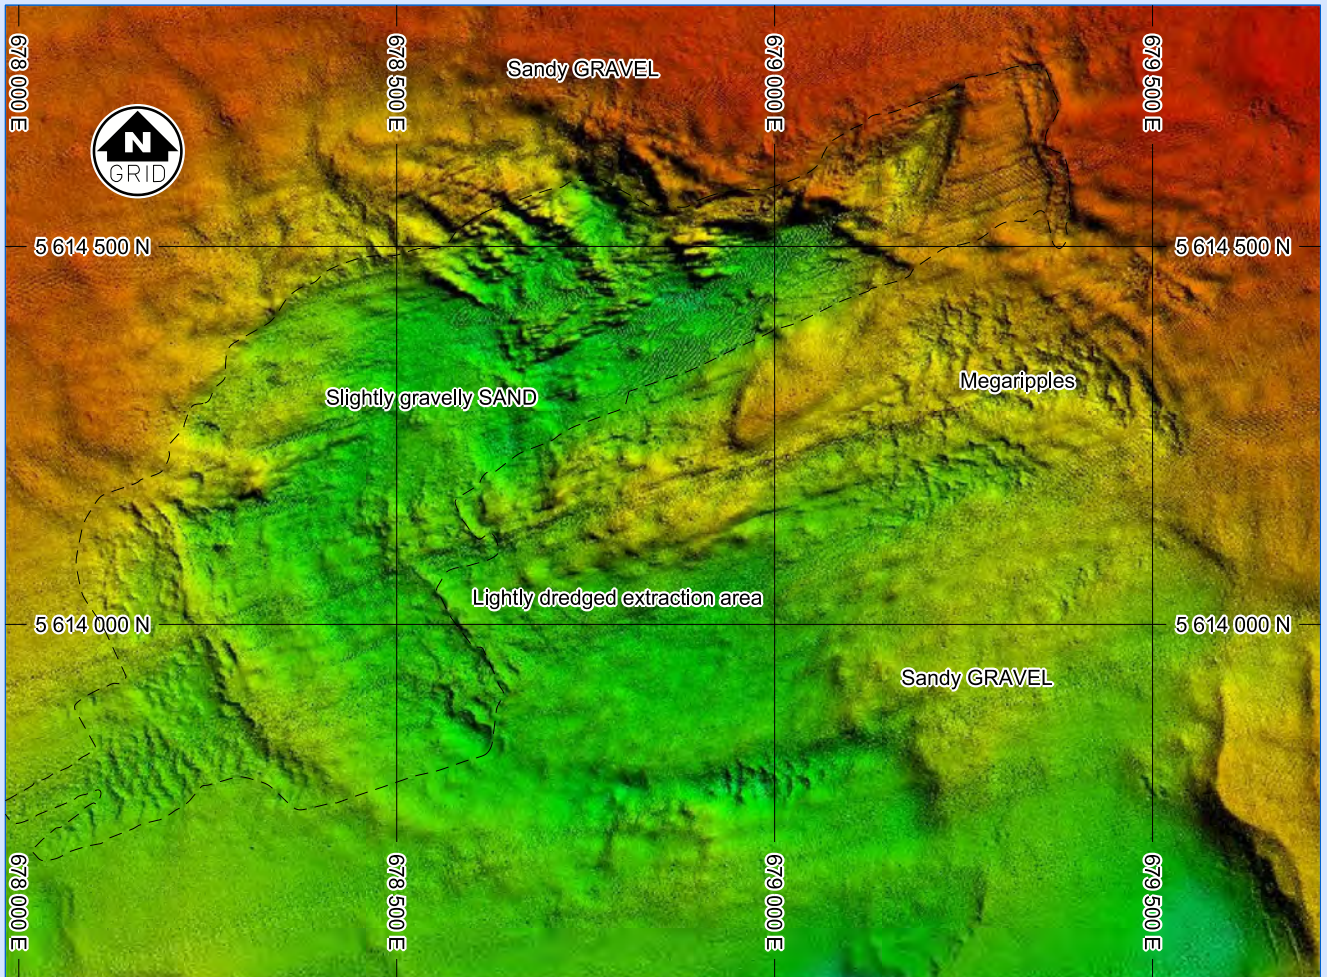 678 000 E
678 500 E
679 000 E
679 500 E
Sandy GRAVEL
N
GRID
5 614 500 N
5 614 500 N
Megaripples
Slightly gravelly SAND
Lightly dredged extraction area
5 614 000 N
5 614 000 N
Sandy GRAVEL
678 000 E
678 500 E
679 000 E
679 500 E